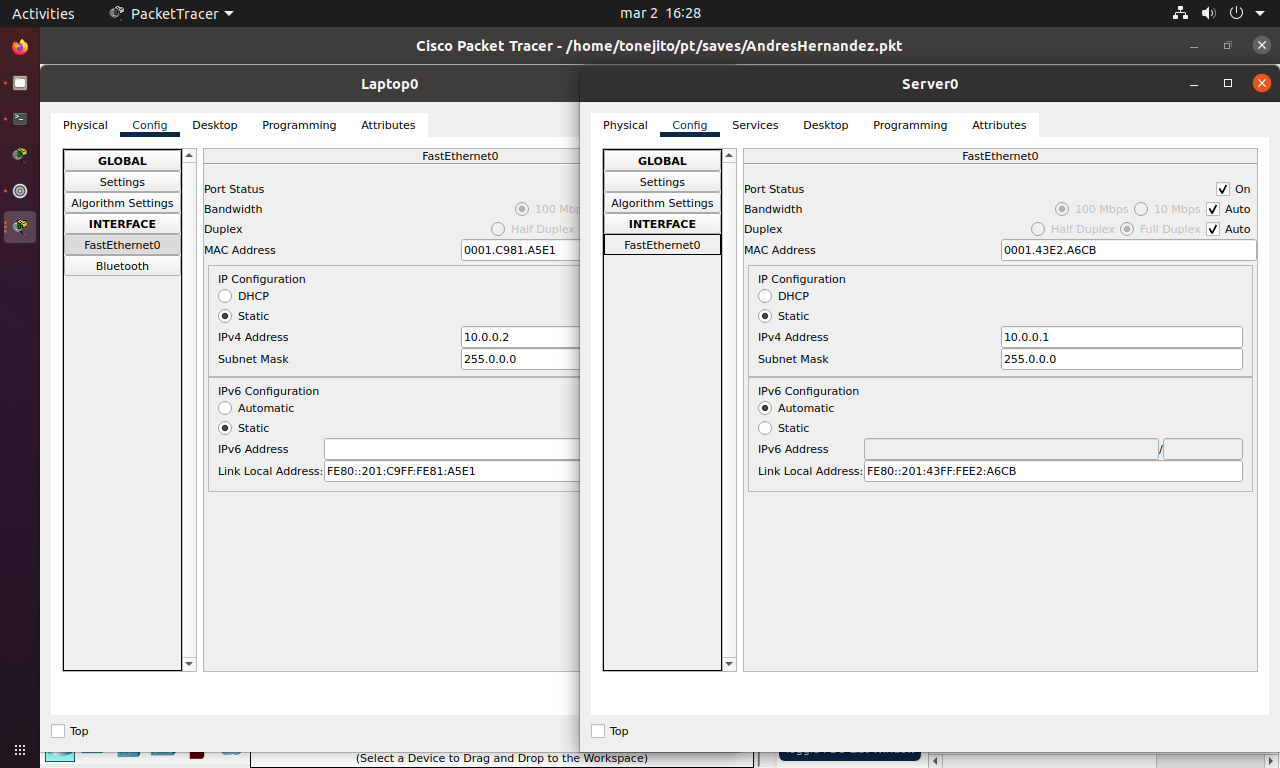 Activities PacketTracer mar 2 16:28
Cisco Packet Tracer - /home/tonejito/pt/saves/AndresHernandez.pkt
Laptop0
Physical Config Desktop Programming Attributes
GLOBAL
Settings
Algorithm Settings
INTERFACE
FastEthernet0
Bluetooth
FastEthernet0
Port Status
Bandwidth 100 Mbp
Duplex Half Duplex
MAC Address 0001.C981.A5E1
IP Configuration
DHCP
Static
IPv4 Address 10.0.0.2
Subnet Mask 255.0.0.0
IPv6 Configuration
Automatic
Static
IPv6 Address
Link Local Address: FE80::201:C9FF:FE81:A5E1
Top
Server0
Physical Config Services Desktop Programming Attributes
GLOBAL
Settings
Algorithm Settings
INTERFACE
FastEthernet0
FastEthernet0
Port Status On
Bandwidth 100 Mbps 10 Mbps Auto
Duplex Half Duplex Full Duplex Auto
MAC Address 0001.43E2.A6CB
IP Configuration
DHCP
Static
IPv4 Address 10.0.0.1
Subnet Mask 255.0.0.0
IPv6 Configuration
Automatic
Static
IPv6 Address /
Link Local Address: FE80::201:43FF:FEE2:A6CB
Top
(Select a Device to Drag and Drop to the Workspace)